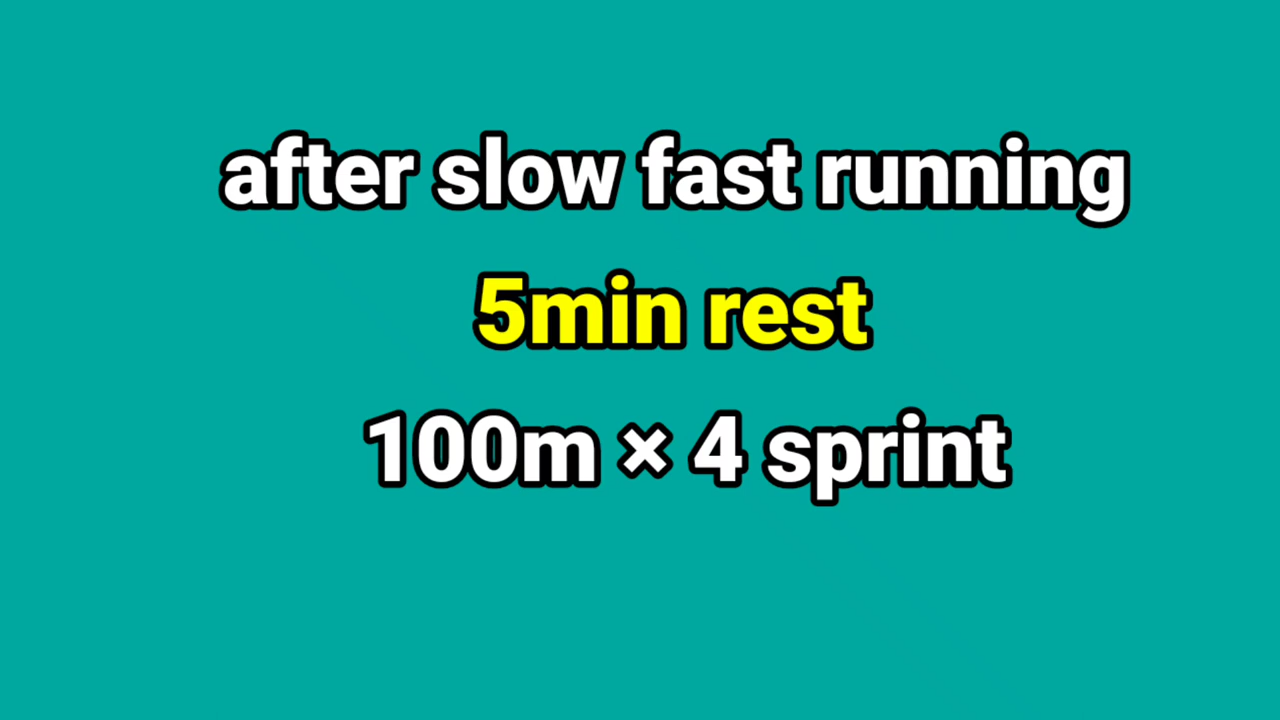 after slow fast running
5min rest
100m × 4 sprint